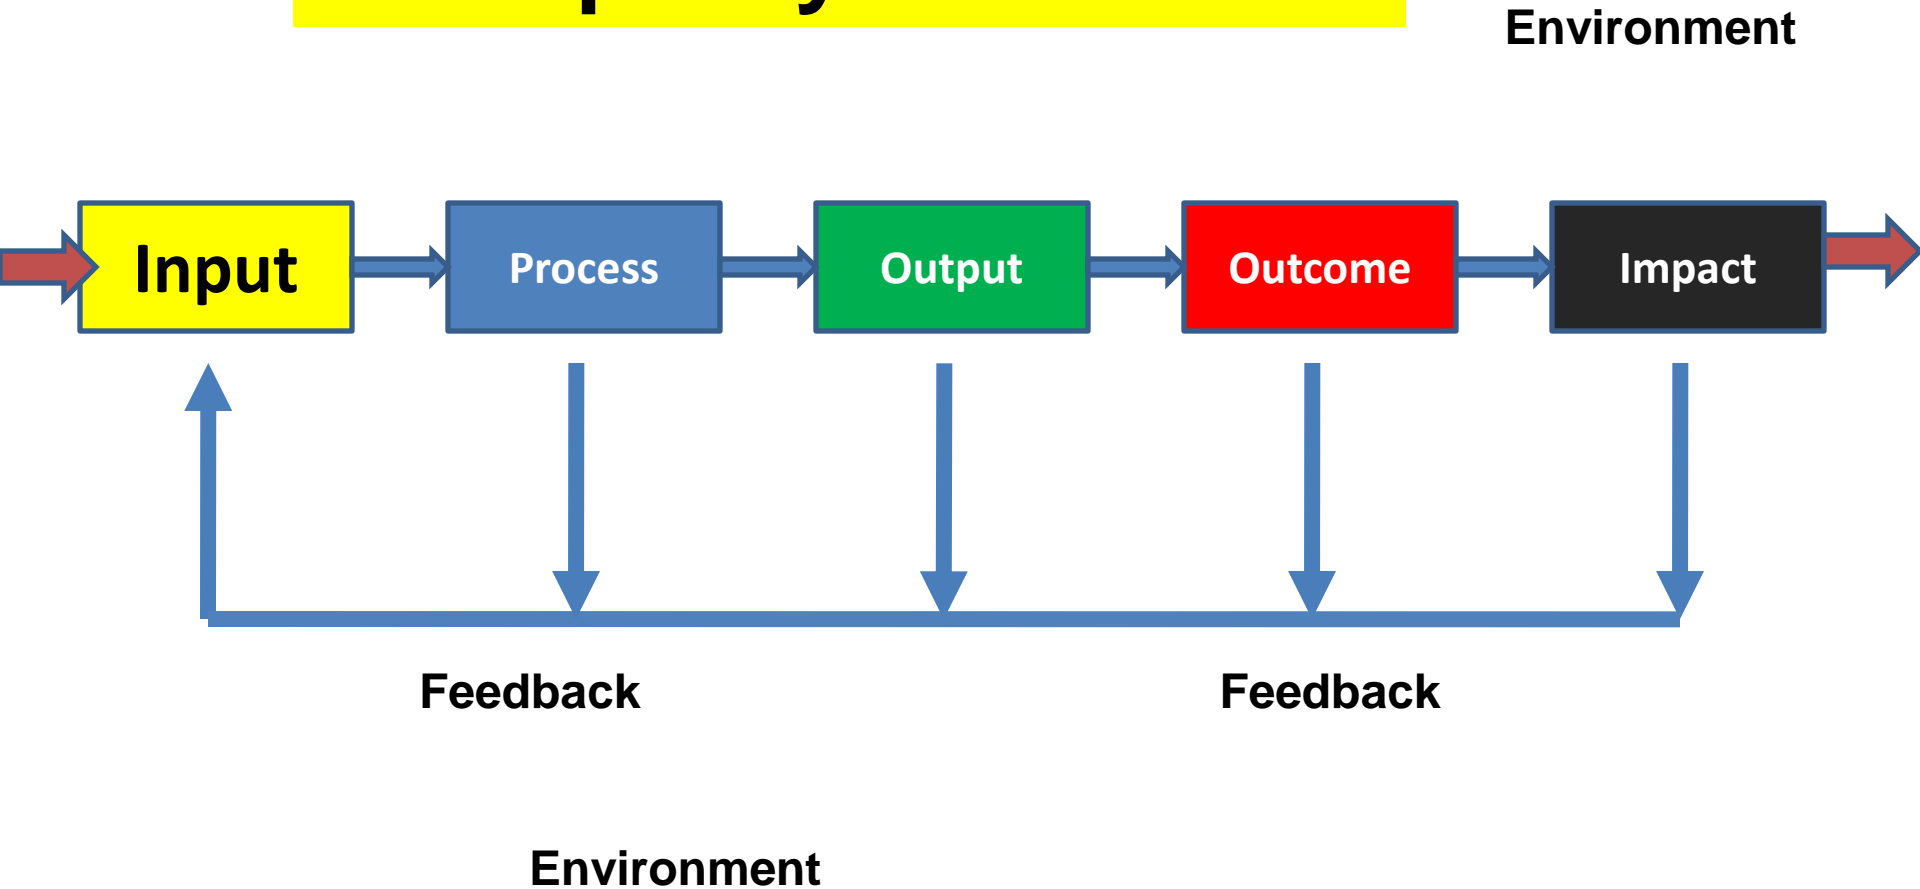 Environment
Input
Process
Output
Outcome
Impact
Feedback
Feedback
Environment